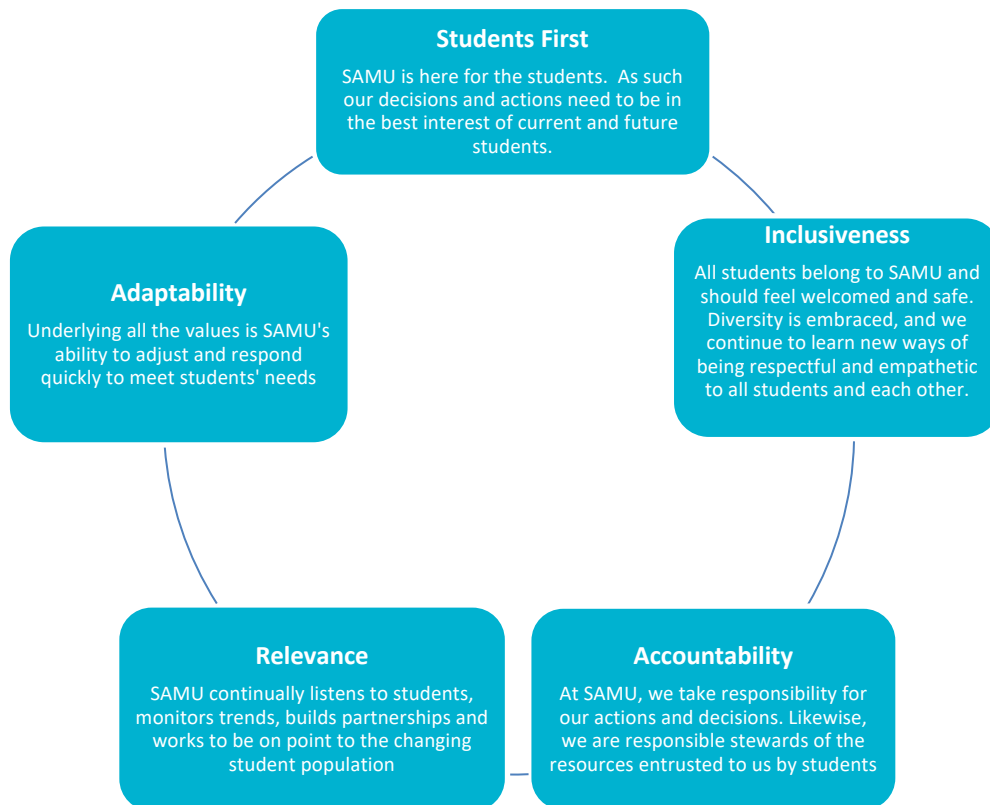 Students First
SAMU is here for the students.  As such
our decisions and actions need to be in
the best interest of current and future
students.
Inclusiveness
All students belong to SAMU and
should feel welcomed and safe.
Diversity is embraced, and we
continue to learn new ways of
being respectful and empathetic
to all students and each other.
Accountability
At SAMU, we take responsibility for
our actions and decisions. Likewise,
we are responsible stewards of the
resources entrusted to us by students
Relevance
SAMU continually listens to students,
monitors trends, builds partnerships and
works to be on point to the changing
student population
Adaptability
Underlying all the values is SAMU's
ability to adjust and respond
quickly to meet students' needs